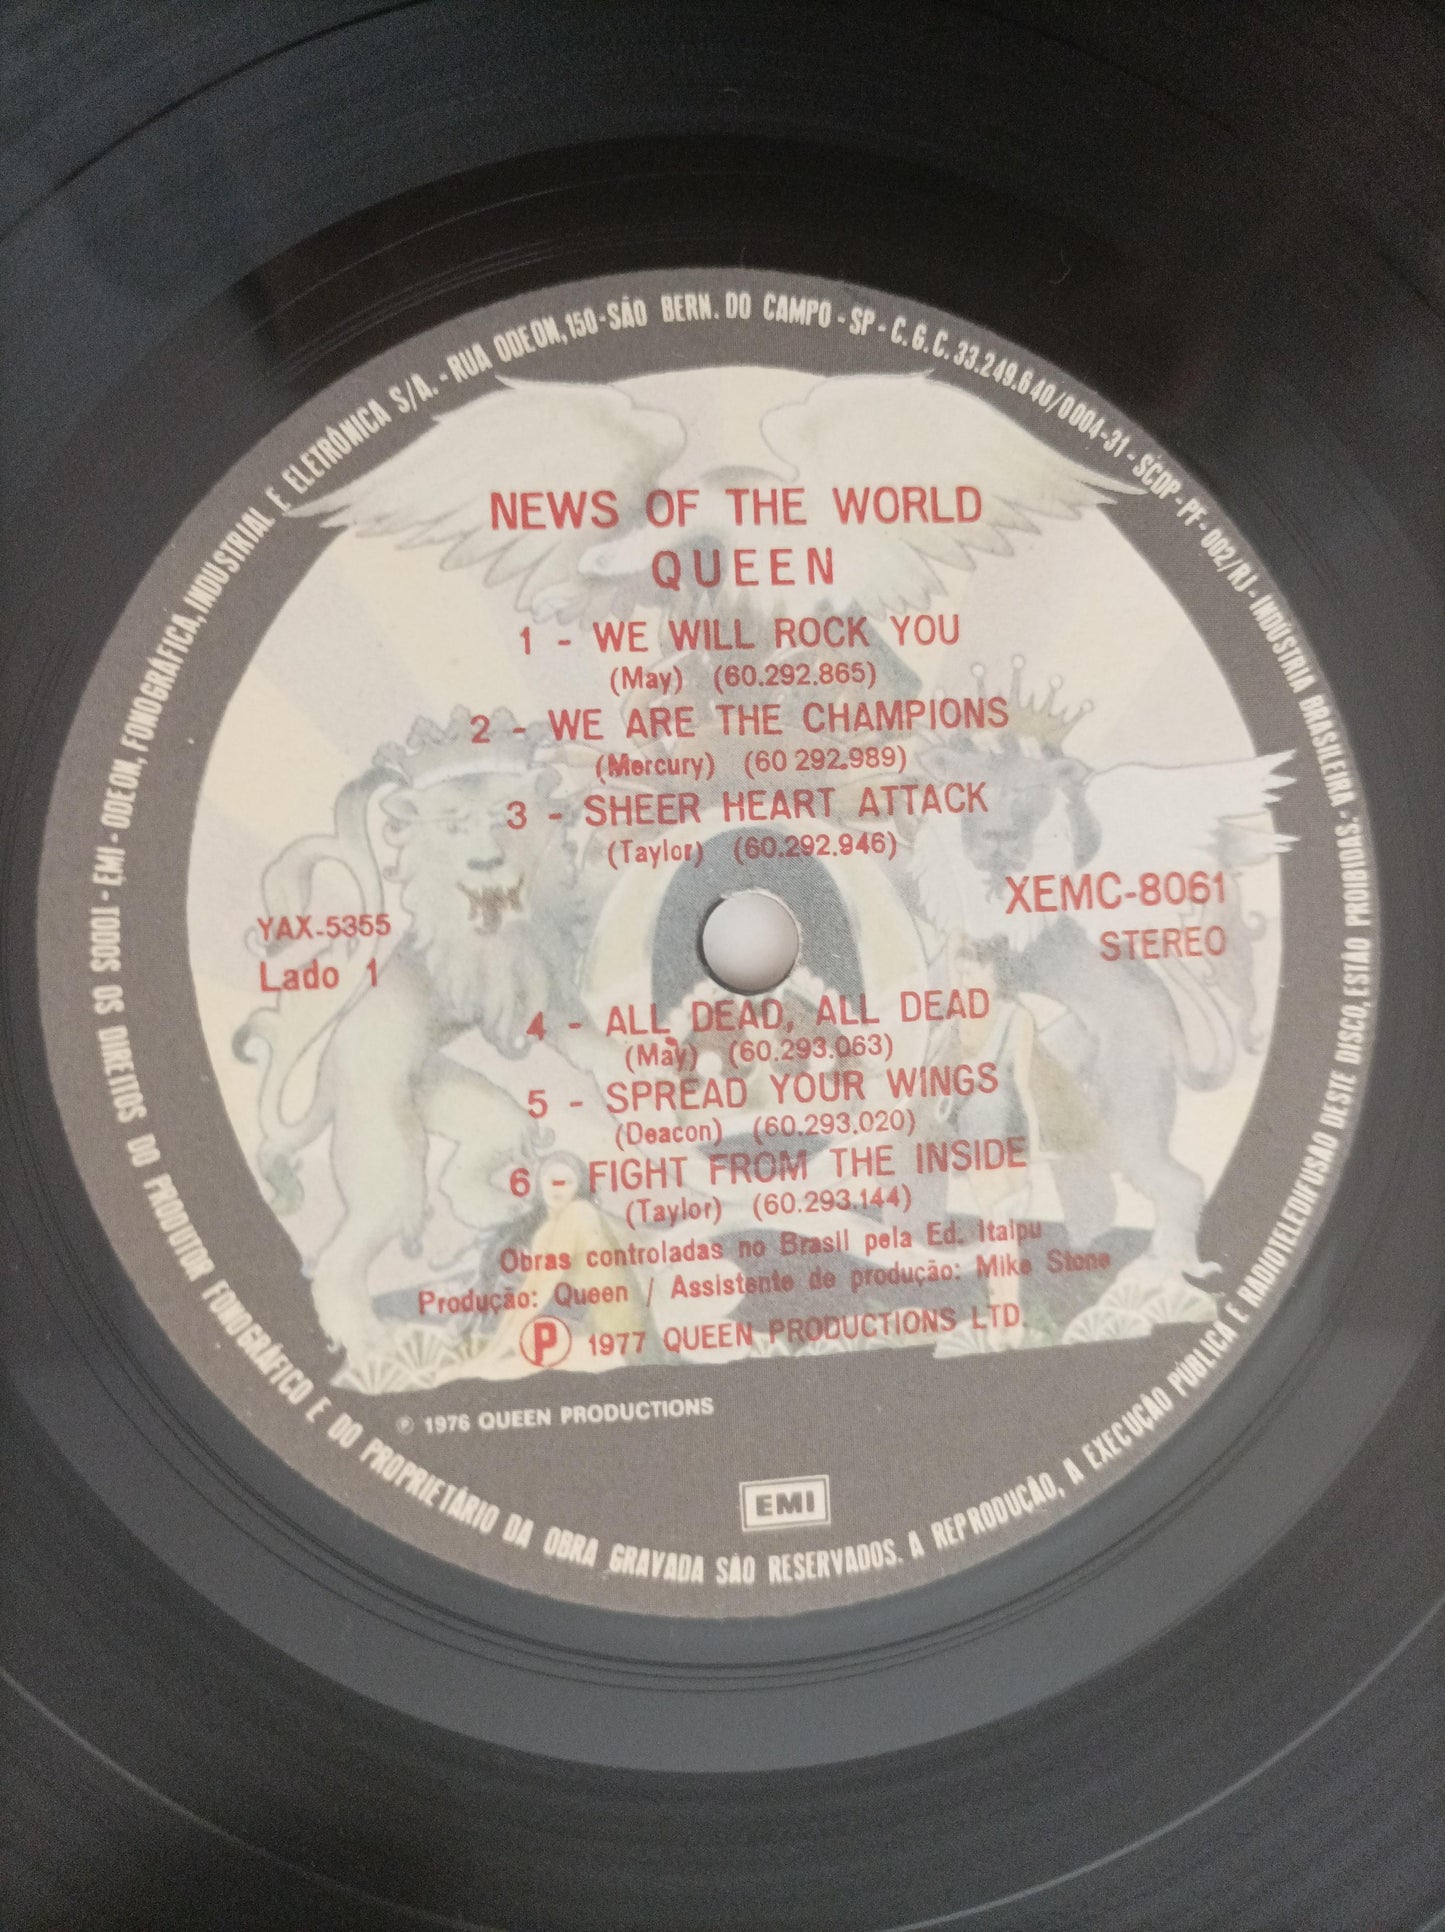 NEWS OF THE WORLD
QUEEN
1 - WE WILL ROCK YOU
(May) (60.292.865)
2 - WE ARE THE CHAMPIONS
(Mercury) (60 292.989)
3 - SHEER HEART ATTACK
(Taylor) (60.292.946)
YAX-5355
Lado 1
XEMC-8061
STEREO
4 - ALL DEAD, ALL DEAD
(May) (60.293.063)
5 - SPREAD YOUR WINGS
(Deacon) (60.293.020)
6 - FIGHT FROM THE INSIDE
(Taylor) (60.293.144)
Obras controladas no Brasil pela Ed. Itaipu
Produção: Queen / Assistente de produção: Mike Stone
Ⓟ 1977 QUEEN PRODUCTIONS LTD.
℗ 1976 QUEEN PRODUCTIONS
EMI
EMI - ODEON, FONOGRÁFICA, INDUSTRIAL E ELETRÔNICA S/A. - RUA ODEON, 150 - SÃO BERN. DO CAMPO - SP - C.G.C. 33.249.640/0004-31 - SCDP - PF - 002/RJ - INDÚSTRIA BRASILEIRA -
TODOS OS DIREITOS DO PRODUTOR FONOGRÁFICO E DO PROPRIETÁRIO DA OBRA GRAVADA SÃO RESERVADOS. A REPRODUÇÃO, A EXECUÇÃO PÚBLICA E RADIOTELEDIFUSÃO DESTE DISCO, ESTÃO PROIBIDAS.